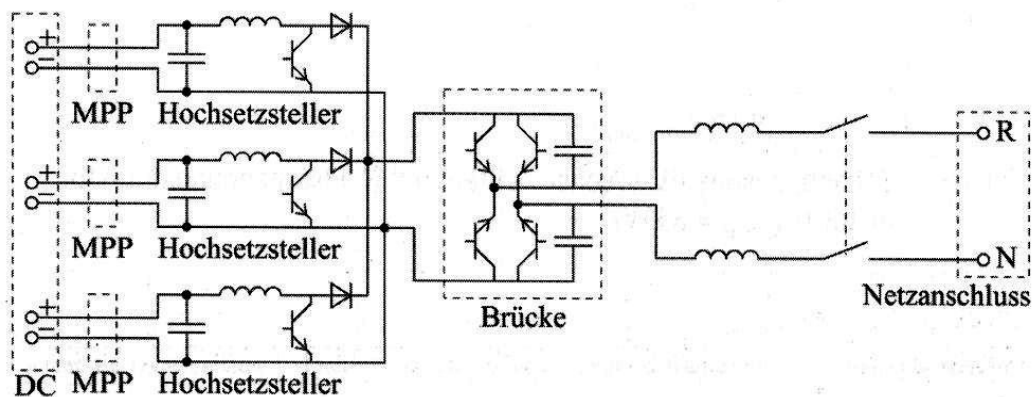 +
−
MPP Hochsetzsteller
+
−
MPP Hochsetzsteller
+
−
DC MPP Hochsetzsteller
Brücke
R
N
Netzanschluss